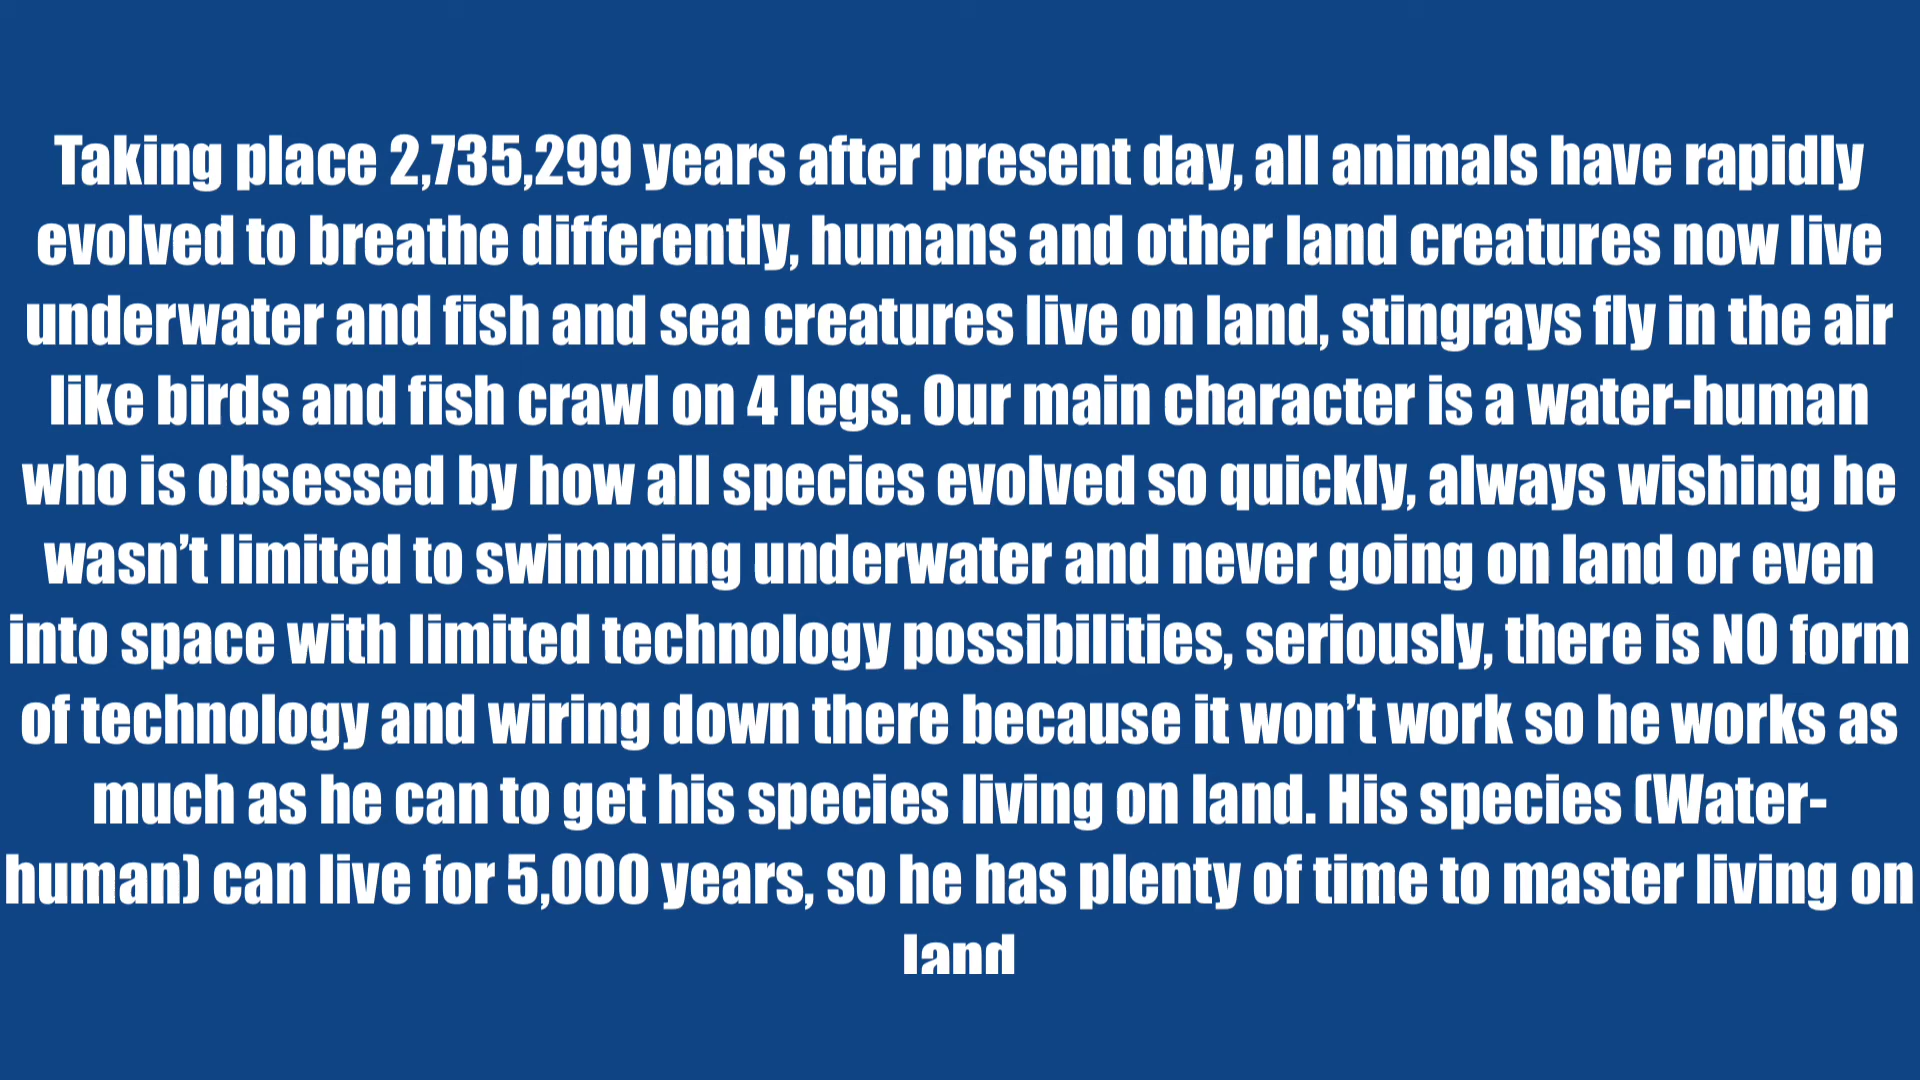 Taking place 2,735,299 years after present day, all animals have rapidly
evolved to breathe differently, humans and other land creatures now live
underwater and fish and sea creatures live on land, stingrays fly in the air
like birds and fish crawl on 4 legs. Our main character is a water-human
who is obsessed by how all species evolved so quickly, always wishing he
wasn’t limited to swimming underwater and never going on land or even
into space with limited technology possibilities, seriously, there is NO form
of technology and wiring down there because it won’t work so he works as
much as he can to get his species living on land. His species (Water-
human) can live for 5,000 years, so he has plenty of time to master living on
land